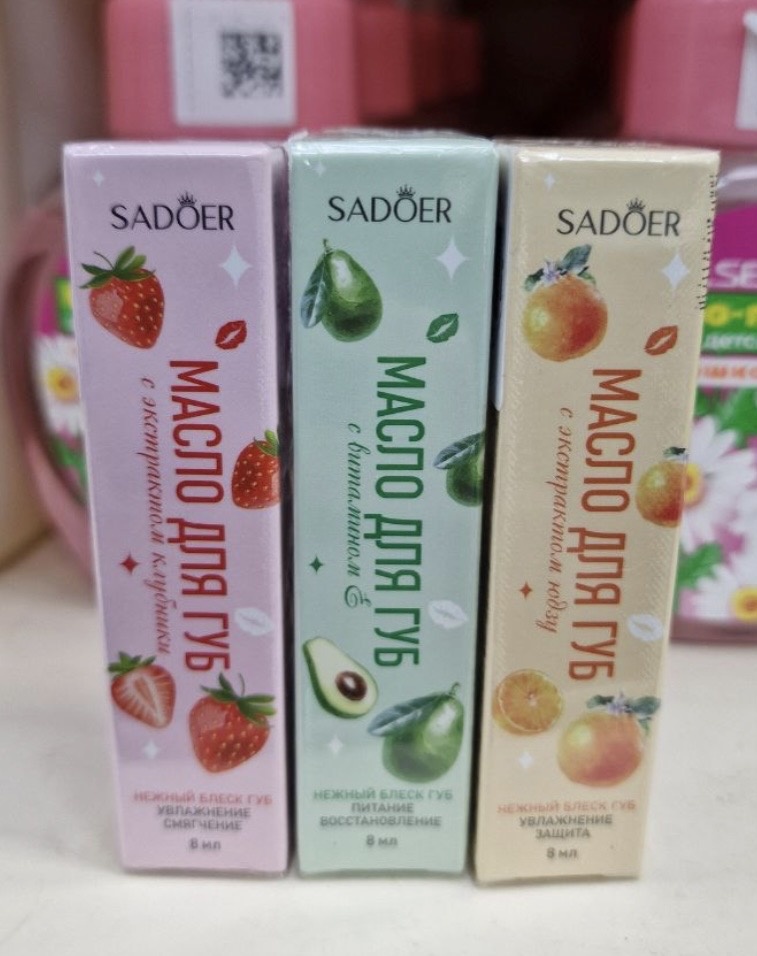 SADOER
МАСЛО ДЛЯ ГУБ
с экстрактом клубники
НЕЖНЫЙ БЛЕСК ГУБ
УВЛАЖНЕНИЕ
СМЯГЧЕНИЕ
8 мл
SADOER
МАСЛО ДЛЯ ГУБ
с витамином Е
НЕЖНЫЙ БЛЕСК ГУБ
ПИТАНИЕ
ВОССТАНОВЛЕНИЕ
8 мл
SADOER
МАСЛО ДЛЯ ГУБ
с экстрактом юдзу
НЕЖНЫЙ БЛЕСК ГУБ
УВЛАЖНЕНИЕ
ЗАЩИТА
8 мл